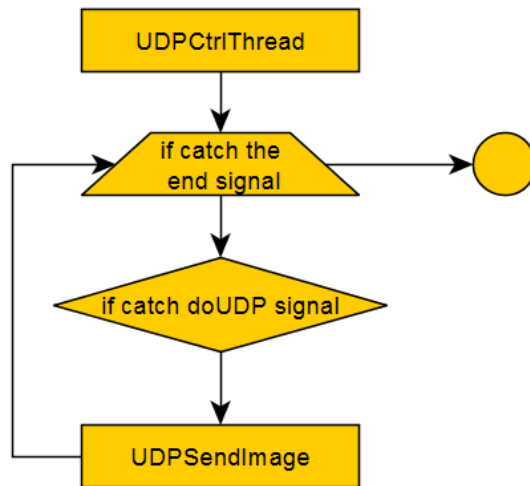 UDPCtrlThread
if catch the
end signal
if catch doUDP signal
UDPSendImage